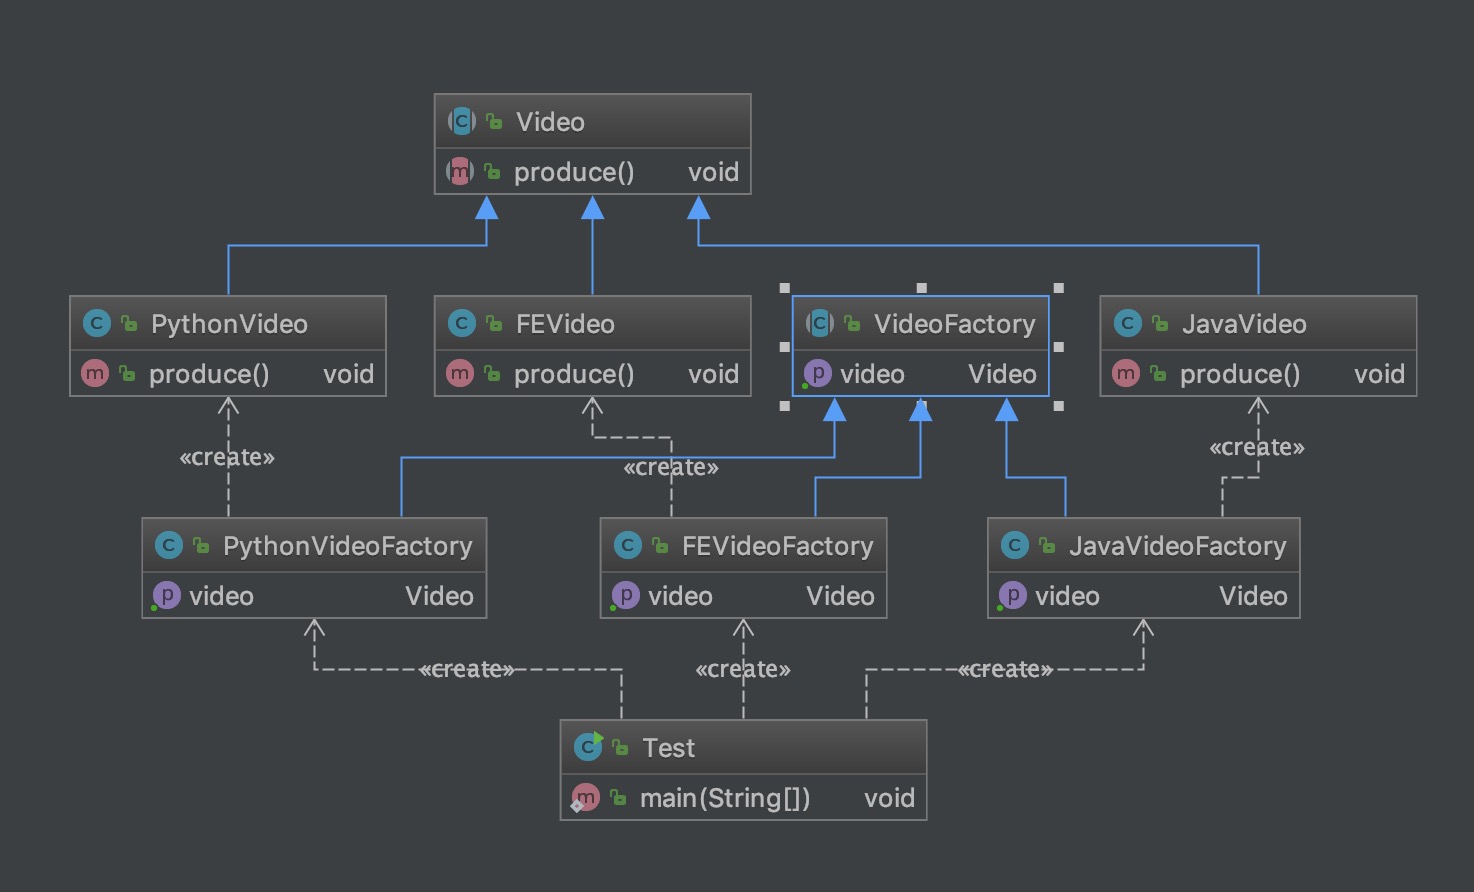 C Video
m produce() void
C PythonVideo
m produce() void
C FEVideo
m produce() void
C VideoFactory
p video Video
C JavaVideo
m produce() void
«create»
«create»
«create»
C PythonVideoFactory
p video Video
C FEVideoFactory
p video Video
C JavaVideoFactory
p video Video
«create»
«create»
«create»
C Test
m main(String[]) void